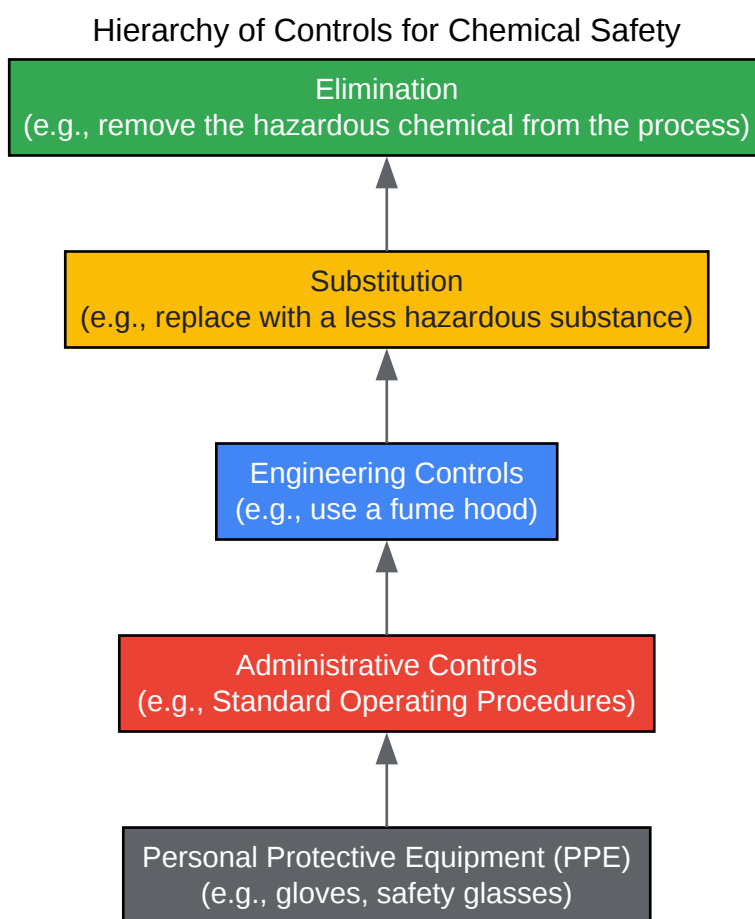 Hierarchy of Controls for Chemical Safety
Elimination
(e.g., remove the hazardous chemical from the process)
Substitution
(e.g., replace with a less hazardous substance)
Engineering Controls
(e.g., use a fume hood)
Administrative Controls
(e.g., Standard Operating Procedures)
Personal Protective Equipment (PPE)
(e.g., gloves, safety glasses)